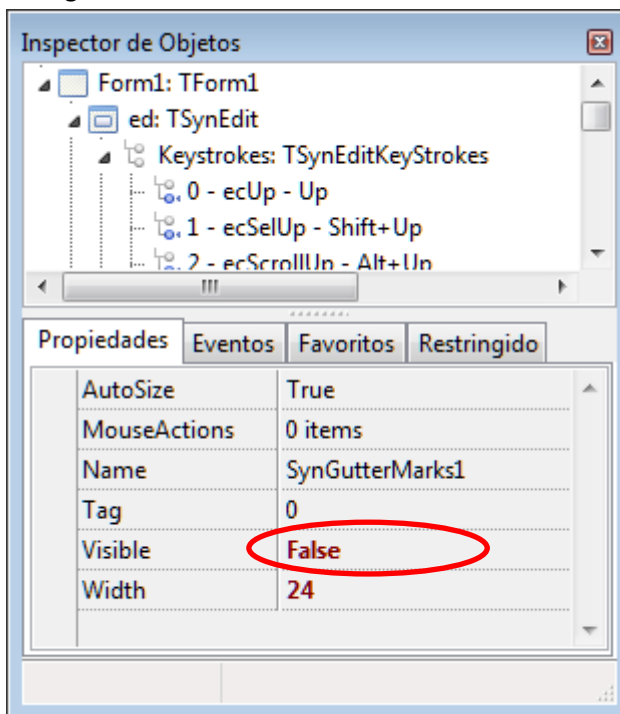 Inspector de Objetos
Form1: TForm1
ed: TSynEdit
Keystrokes: TSynEditKeyStrokes
0 - ecUp - Up
1 - ecSelUp - Shift+Up
2 - ecScrollUp - Alt+Up
Propiedades Eventos Favoritos Restringido
AutoSize True
MouseActions 0 items
Name SynGutterMarks1
Tag 0
Visible False
Width 24